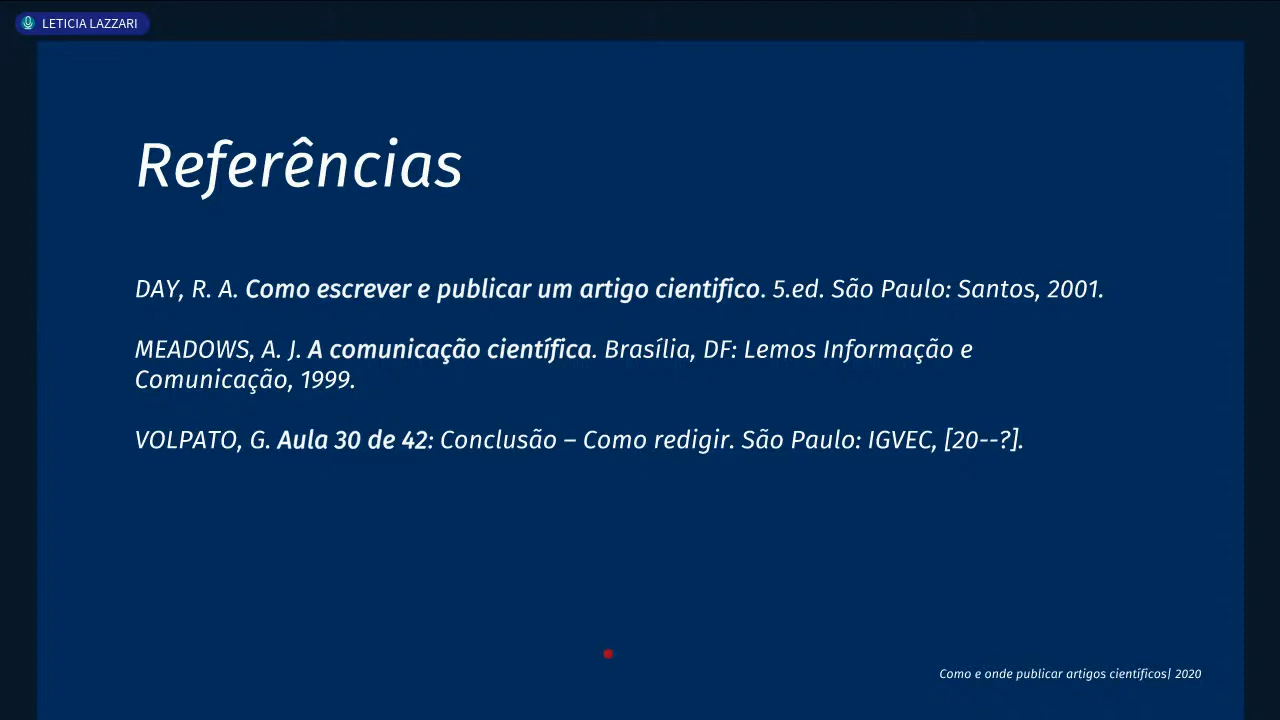 LETICIA LAZZARI
Referências
DAY, R. A. Como escrever e publicar um artigo científico. 5.ed. São Paulo: Santos, 2001.
MEADOWS, A. J. A comunicação científica. Brasília, DF: Lemos Informação e
Comunicação, 1999.
VOLPATO, G. Aula 30 de 42: Conclusão – Como redigir. São Paulo: IGVEC, [20--?].
Como e onde publicar artigos científicos| 2020